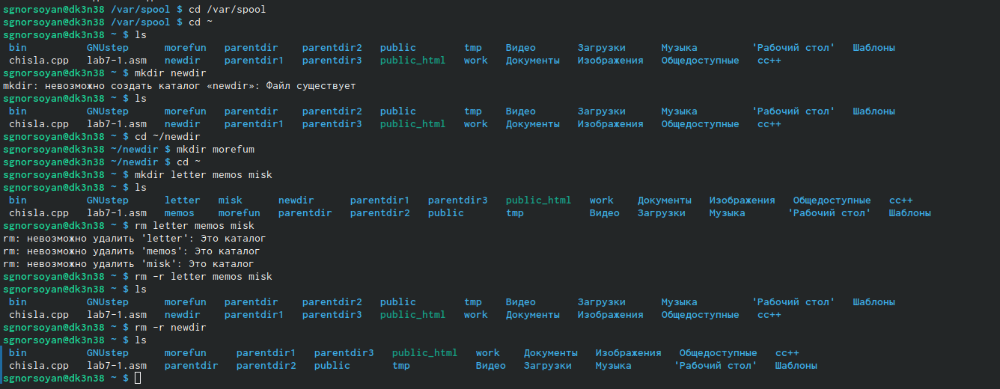 sgnorsoyan@dk3n38 /var/spool $ cd /var/spool
sgnorsoyan@dk3n38 /var/spool $ cd ~
sgnorsoyan@dk3n38 ~ $ ls
bin GNUstep morefun parentdir parentdir2 public tmp Видео Загрузки Музыка 'Рабочий стол' Шаблоны
chisla.cpp lab7-1.asm newdir parentdir1 parentdir3 public_html work Документы Изображения Общедоступные сс++
sgnorsoyan@dk3n38 ~ $ mkdir newdir
mkdir: невозможно создать каталог «newdir»: Файл существует
sgnorsoyan@dk3n38 ~ $ ls
bin GNUstep morefun parentdir parentdir2 public tmp Видео Загрузки Музыка 'Рабочий стол' Шаблоны
chisla.cpp lab7-1.asm newdir parentdir1 parentdir3 public_html work Документы Изображения Общедоступные сс++
sgnorsoyan@dk3n38 ~ $ cd ~/newdir
sgnorsoyan@dk3n38 ~/newdir $ mkdir morefum
sgnorsoyan@dk3n38 ~/newdir $ cd ~
sgnorsoyan@dk3n38 ~ $ mkdir letter memos misk
sgnorsoyan@dk3n38 ~ $ ls
bin GNUstep letter misk newdir parentdir1 parentdir3 public_html work Документы Изображения Общедоступные сс++
chisla.cpp lab7-1.asm memos morefun parentdir parentdir2 public tmp Видео Загрузки Музыка 'Рабочий стол' Шаблоны
sgnorsoyan@dk3n38 ~ $ rm letter memos misk
rm: невозможно удалить 'letter': Это каталог
rm: невозможно удалить 'memos': Это каталог
rm: невозможно удалить 'misk': Это каталог
sgnorsoyan@dk3n38 ~ $ rm -r letter memos misk
sgnorsoyan@dk3n38 ~ $ ls
bin GNUstep morefun parentdir parentdir2 public tmp Видео Загрузки Музыка 'Рабочий стол' Шаблоны
chisla.cpp lab7-1.asm newdir parentdir1 parentdir3 public_html work Документы Изображения Общедоступные сс++
sgnorsoyan@dk3n38 ~ $ rm -r newdir
sgnorsoyan@dk3n38 ~ $ ls
bin GNUstep morefun parentdir1 parentdir3 public_html work Документы Изображения Общедоступные сс++
chisla.cpp lab7-1.asm parentdir parentdir2 public tmp Видео Загрузки Музыка 'Рабочий стол' Шаблоны
sgnorsoyan@dk3n38 ~ $